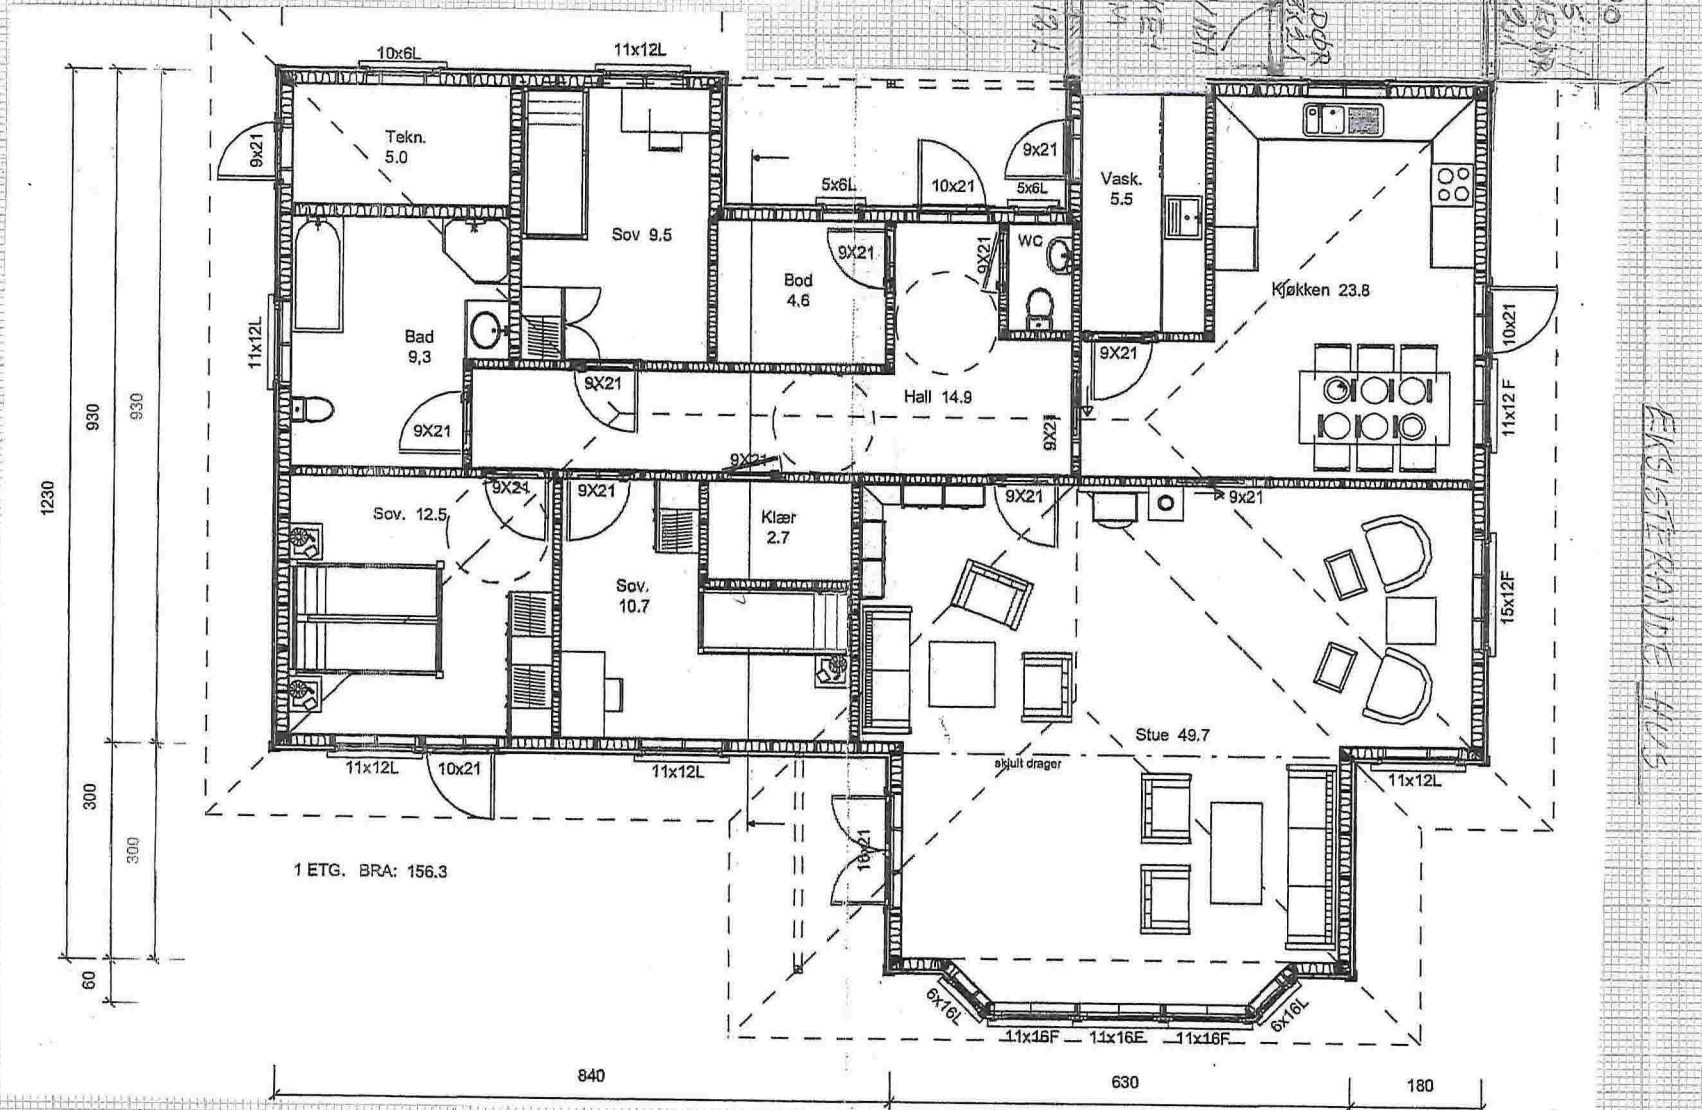 10x6L
11x12L
9x21
Tekn.
5.0
Sov 9.5
5x6L
10x21
9x21
5x6L
Vask.
5.5
WC
9X21
9X21
Bod
4,6
Kjøkken 23.8
10x21
11x12L
Bad
9,3
9X21
9X21
Hall 14.9
9X21
11x12 F
9X21
9X21
9X21
9X21
9X21
9x21
Sov. 12.5
Klær
2.7
Sov.
10.7
15x12F
Stue 49.7
skjult drager
11x12L
10x21
11x12L
11x12L
16x21
1 ETG. BRA: 156.3
6x16L
11x16F
11x16F
11x16F
6x16L
930
930
1230
300
300
60
840
630
180
EKSISTERANDE HUS
DØR